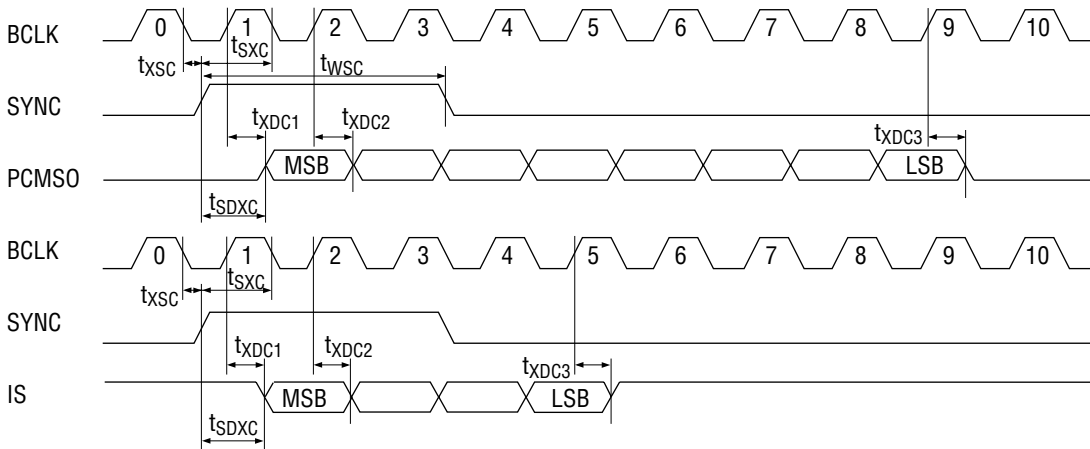 BCLK 0 1 2 3 4 5 6 7 8 9 10
tXSC tSXC tWSC
SYNC
tXDC1 tXDC2 tXDC3
PCMSO MSB LSB
tSDXC
BCLK 0 1 2 3 4 5 6 7 8 9 10
tXSC tSXC
SYNC
tXDC1 tXDC2 tXDC3
IS MSB LSB
tSDXC